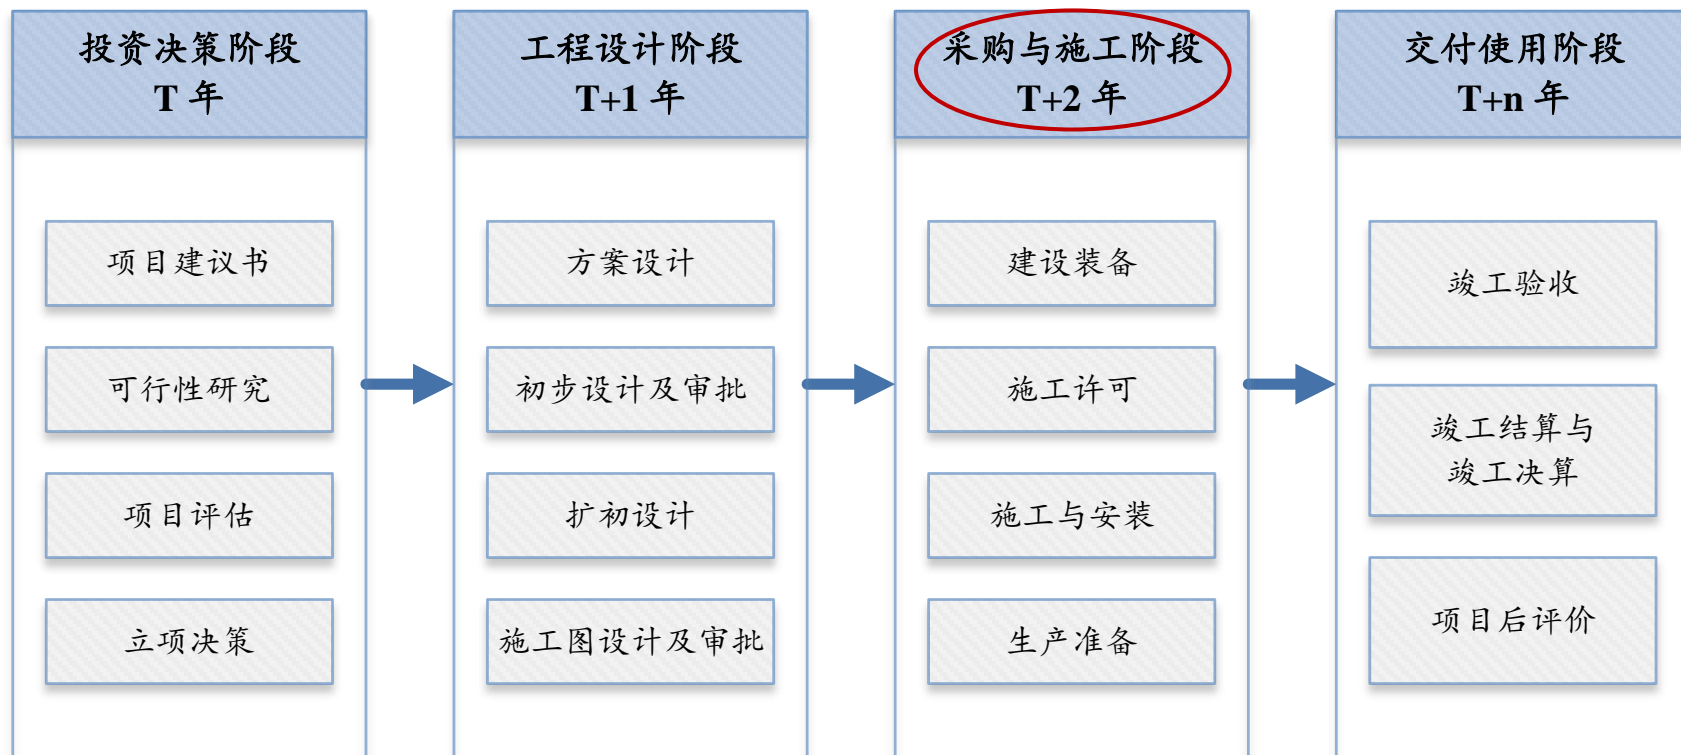 投资决策阶段
T 年
项目建议书
可行性研究
项目评估
立项决策
工程设计阶段
T+1 年
方案设计
初步设计及审批
扩初设计
施工图设计及审批
采购与施工阶段
T+2 年
建设装备
施工许可
施工与安装
生产准备
交付使用阶段
T+n 年
竣工验收
竣工结算与
竣工决算
项目后评价